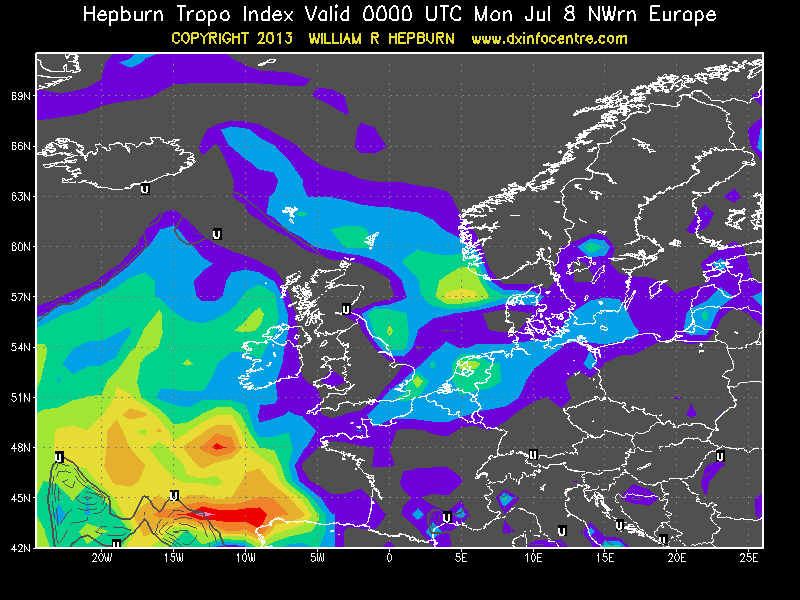 Hepburn Tropo Index Valid 0000 UTC Mon Jul 8 NWrn Europe
COPYRIGHT 2013 WILLIAM R HEPBURN www.dxinfocentre.com
69N
66N
U
63N
U
60N
57N
U
54N
51N
48N
U
U
U
45N
U
U
U
U
U
U
42N
20W 15W 10W 5W 0 5E 10E 15E 20E 25E